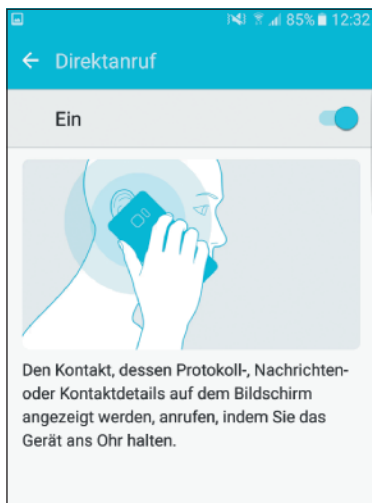 85% 12:32
Direktanruf
Ein
Den Kontakt, dessen Protokoll-, Nachrichten-
oder Kontaktdetails auf dem Bildschirm
angezeigt werden, anrufen, indem Sie das
Gerät ans Ohr halten.